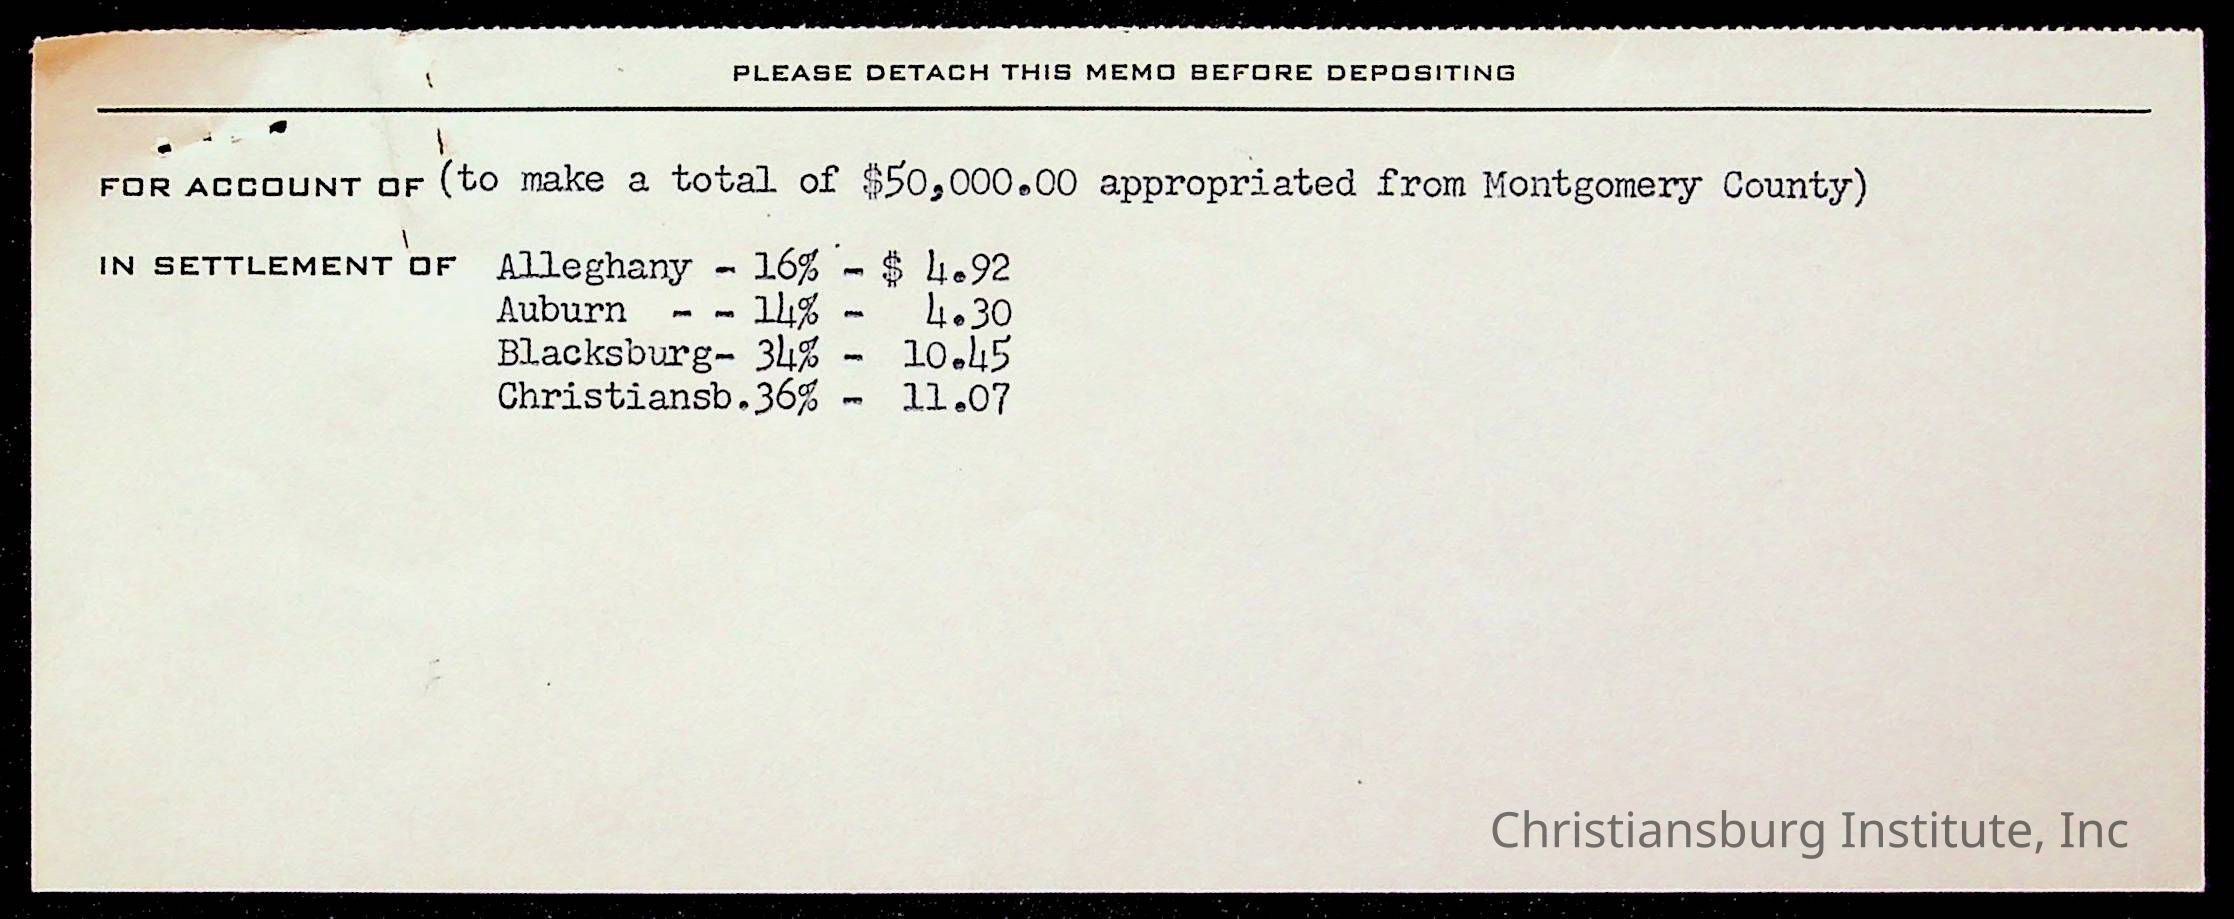 PLEASE DETACH THIS MEMO BEFORE DEPOSITING
FOR ACCOUNT OF (to make a total of $50,000.00 appropriated from Montgomery County)
IN SETTLEMENT OF Alleghany - 16% - $ 4.92
Auburn - - 14% - 4.30
Blacksburg- 34% - 10.45
Christiansb.36% - 11.07
Christiansburg Institute, Inc